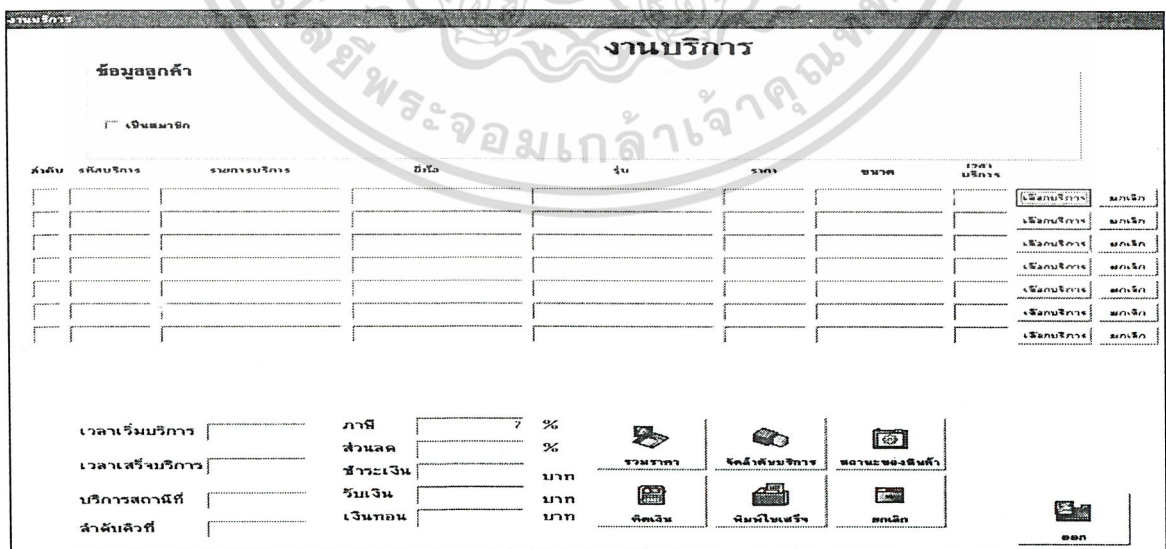 งานบริการ
งานบริการ
ข้อมูลลูกค้า
เป็นสมาชิก
พระจอมเกล้าเจ้าคุณท
ลำดับ รหัสบริการ รายการบริการ ยี่ห้อ รุ่น ราคา ขนาด เวลา
บริการ
เลือกบริการ ยกเลิก
เลือกบริการ ยกเลิก
เลือกบริการ ยกเลิก
เลือกบริการ ยกเลิก
เลือกบริการ ยกเลิก
เลือกบริการ ยกเลิก
เลือกบริการ ยกเลิก
เวลาเริ่มบริการ ภาษี 7 %
ส่วนลด %
เวลาเสร็จบริการ ชำระเงิน บาท
บริการสถานีที่ รับเงิน บาท
ลำดับคิวที่ เงินทอน บาท
รวมราคา จัดลำดับบริการ สถานะของสินค้า
คิดเงิน พิมพ์ใบเสร็จ ยกเลิก
ออก